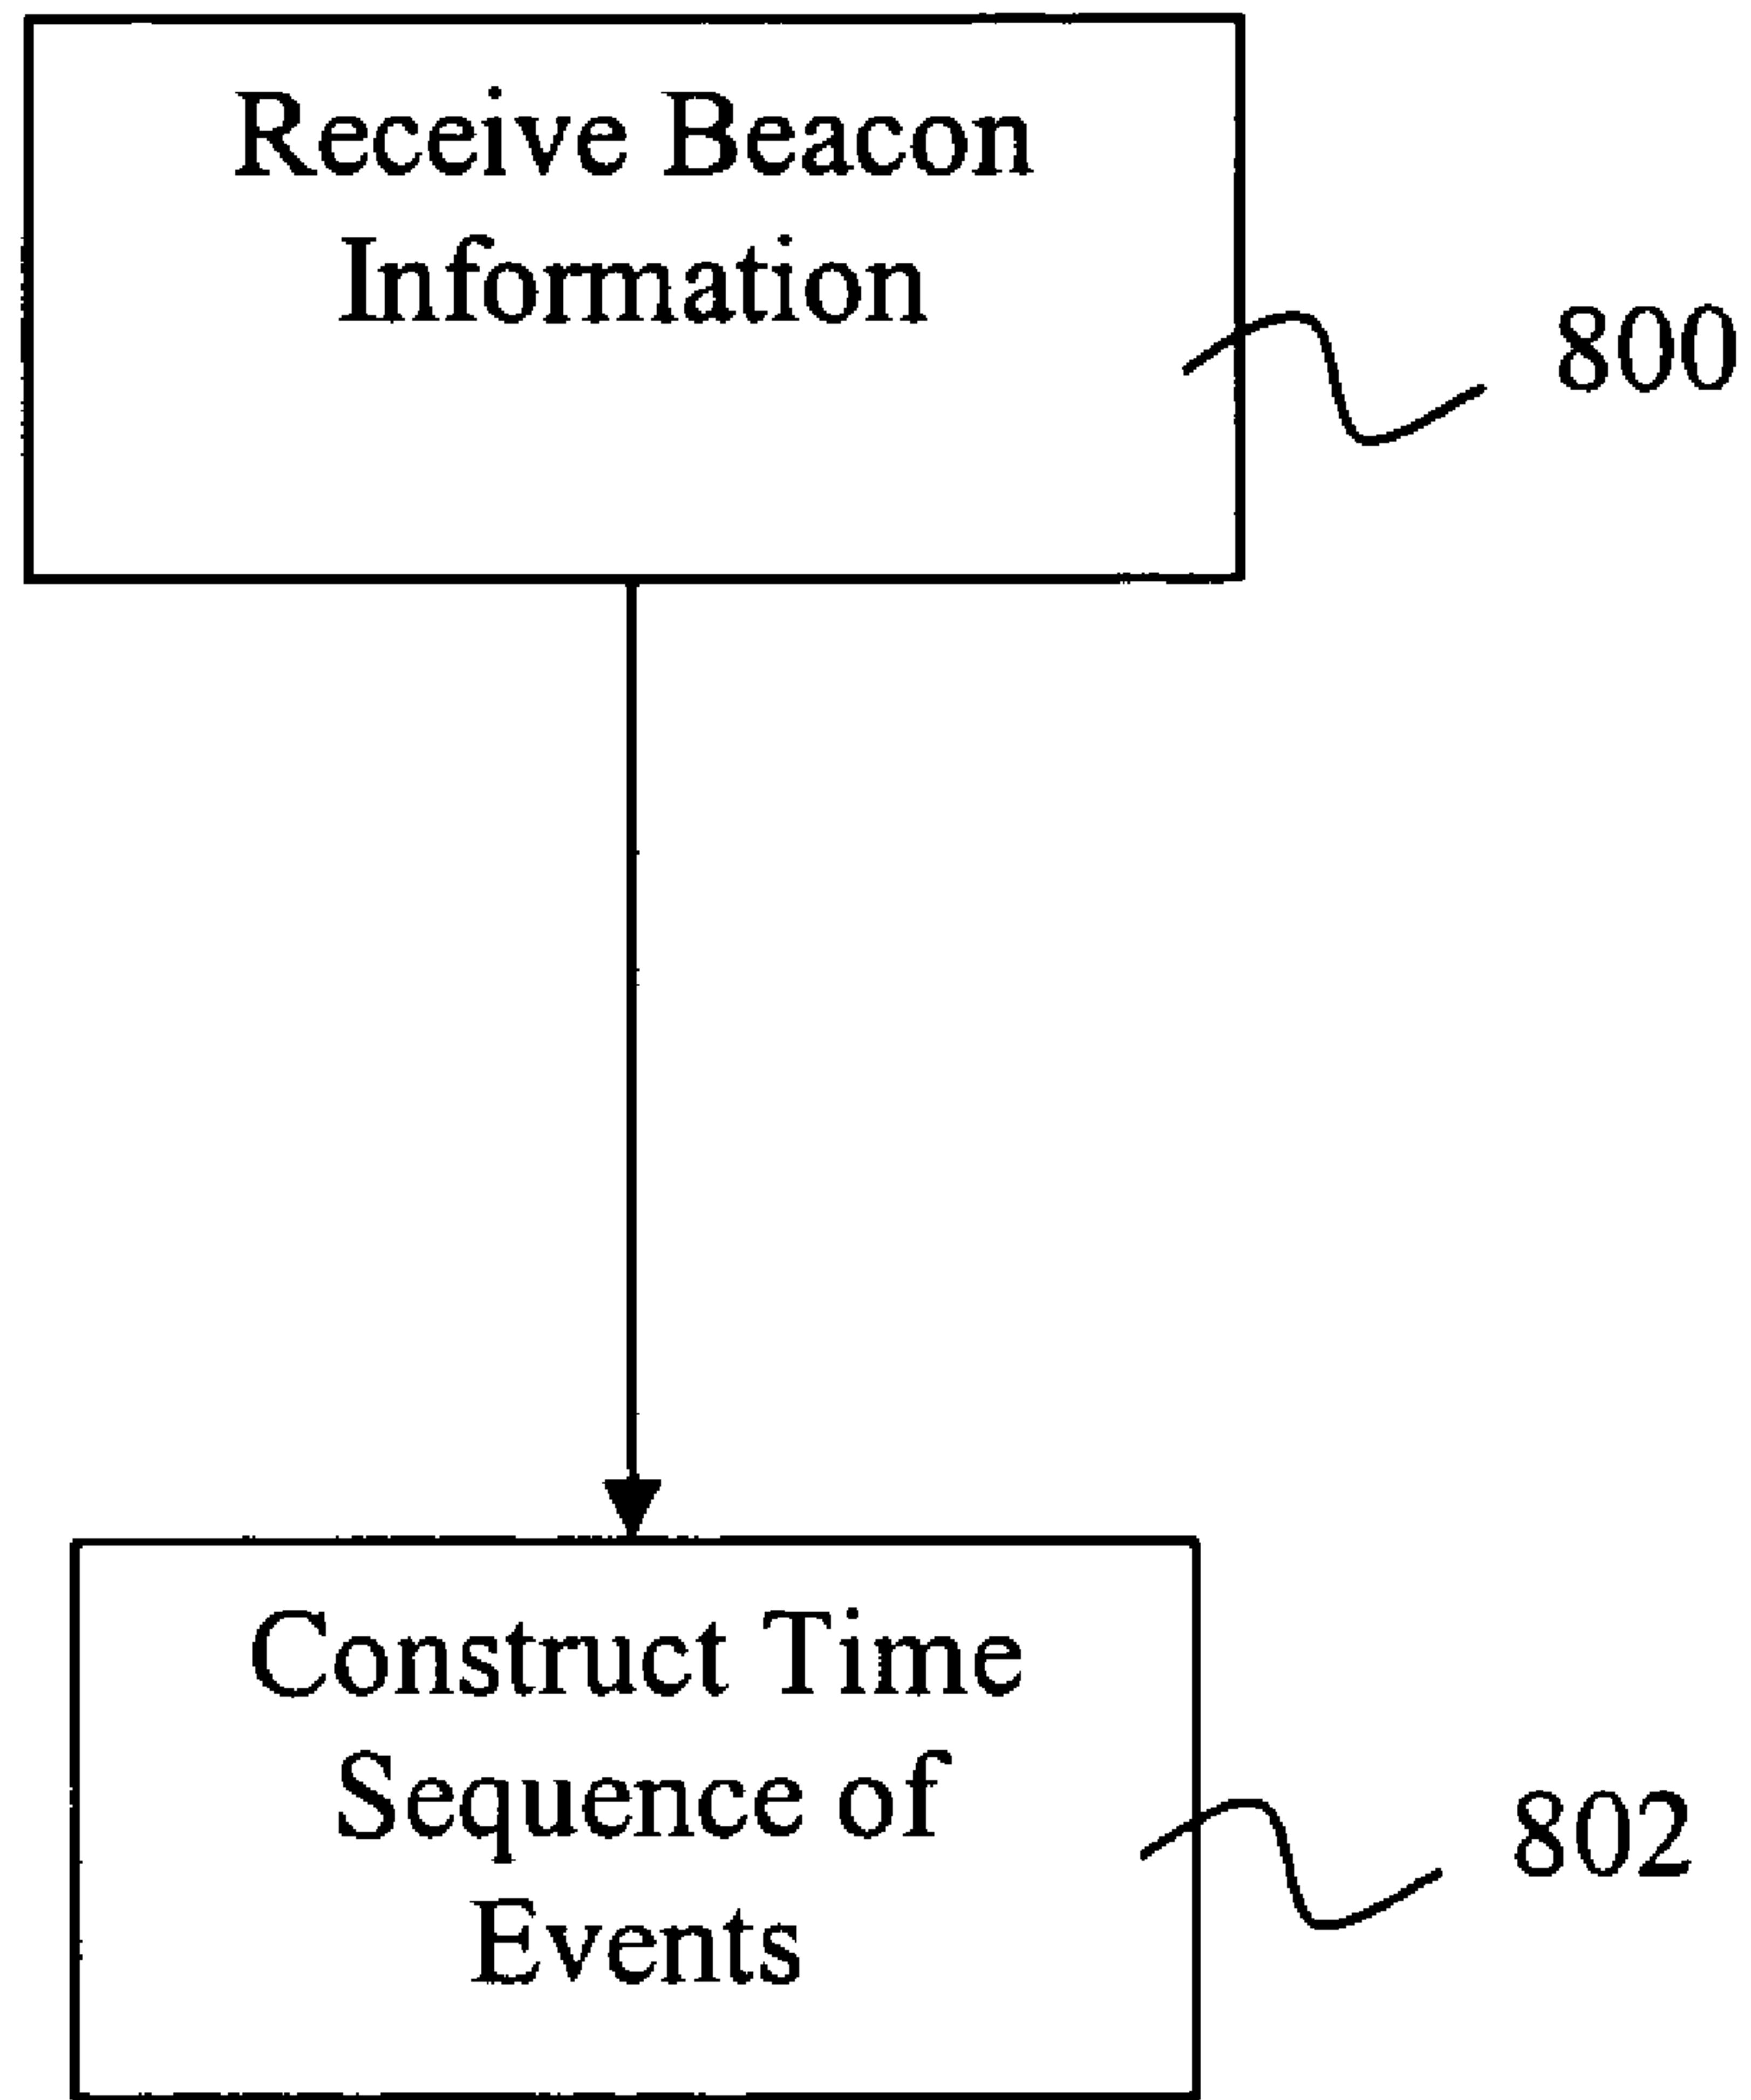 Receive Beacon
Information
800
Construct Time
Sequence of
Events
802